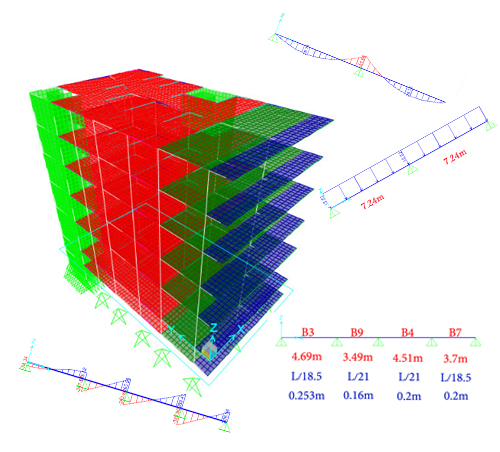 7.24m
7.24m
Z
X
Y
B3 B9 B4 B7
4.69m 3.49m 4.51m 3.7m
L/18.5 L/21 L/21 L/18.5
0.253m 0.16m 0.2m 0.2m